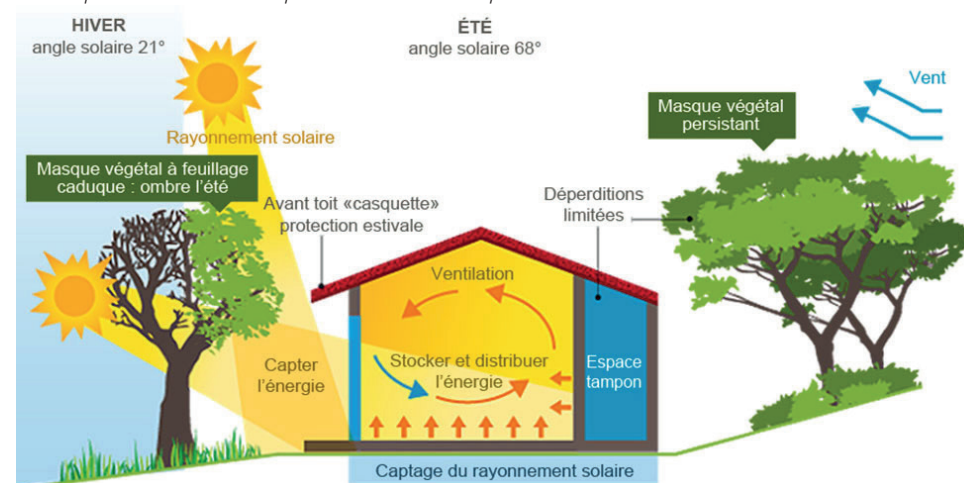 HIVER
angle solaire 21°
ÉTÉ
angle solaire 68°
Rayonnement solaire
Masque végétal à feuillage
caduque : ombre l'été
Avant toit «casquette»
protection estivale
Déperditions
limitées
Masque végétal
persistant
Vent
Ventilation
Capter
l'énergie
Stocker et distribuer
l'énergie
Espace
tampon
Captage du rayonnement solaire